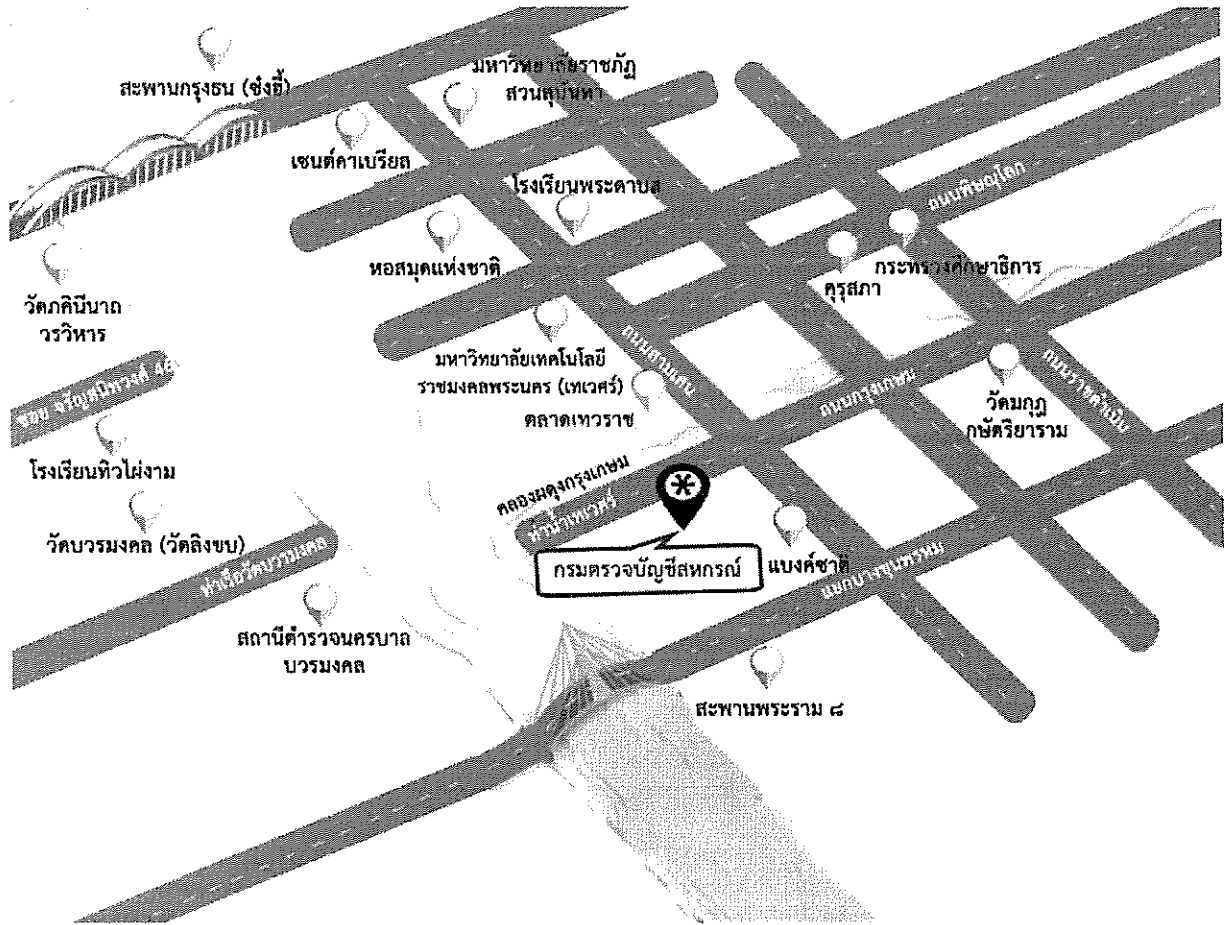 สะพานกรุงธน (ซังฮี้)
มหาวิทยาลัยราชภัฏ
สวนสุนันทา
เซนต์คาเบรียล
โรงเรียนพระดาบส
ถนนพิษณุโลก
หอสมุดแห่งชาติ
กระทรวงศึกษาธิการ
คุรุสภา
วัดภคินีนาถ
วรวิหาร
มหาวิทยาลัยเทคโนโลยี
ราชมงคลพระนคร (เทเวศร์)
ถนนสามเสน
ตลาดเทวราช
ถนนกรุงเกษม
วัดมกุฏ
กษัตริยาราม
ถนนราชดำเนิน
ซอย จรัญสนิทวงศ์ 46
โรงเรียนทิวไผ่งาม
คลองผดุงกรุงเกษม
ท่าน้ำเทเวศร์
วัดบวรมงคล (วัดลิงขบ)
ท่าเรือวัดบวรมงคล
กรมตรวจบัญชีสหกรณ์
แบงค์ชาติ
แยกบางขุนพรหม
สถานีตำรวจนครบาล
บวรมงคล
สะพานพระราม ๘